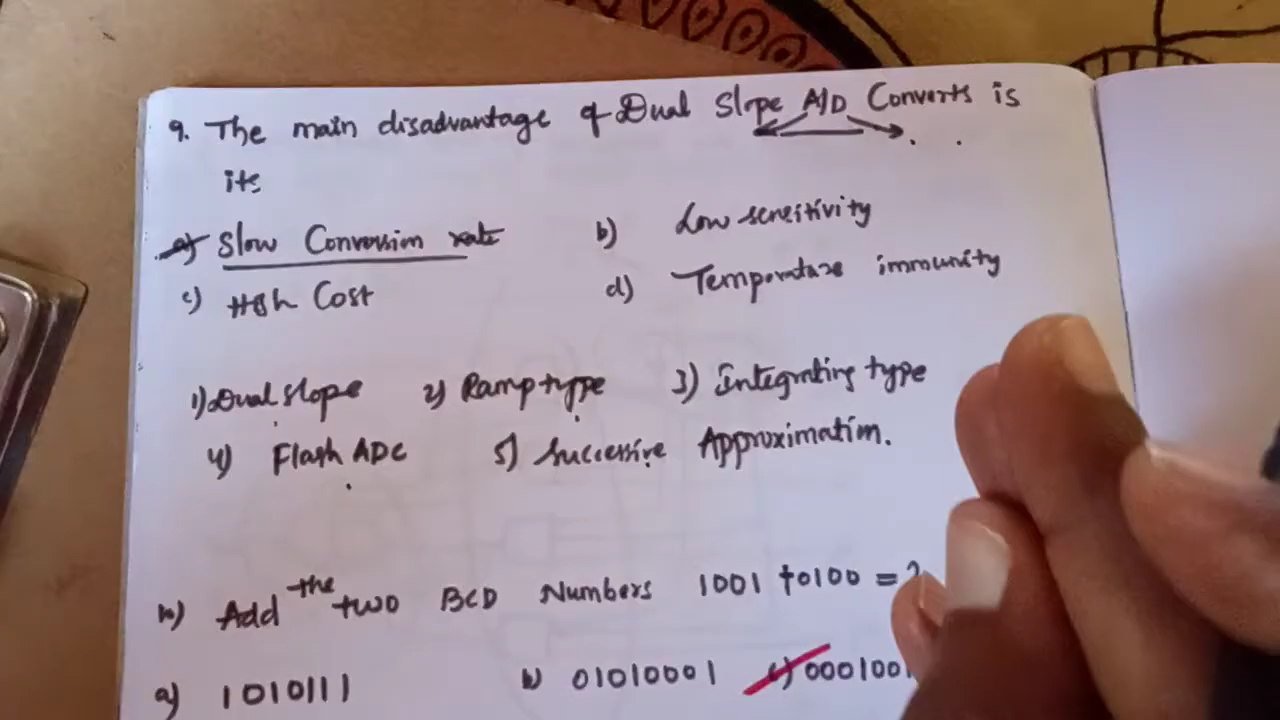 9. The main disadvantage of Dual Slope A/D Converts is
its
a) Slow Conversion rate b) Low sensitivity
c) High Cost d) Temperature immunity
1) Dual slope 2) Ramp type 3) Integrating type
4) Flash ADC 5) Successive Approximation.
10) Add the two BCD Numbers 1001 + 0100 = ?
a) 1010111 b) 01010001 c) 000100